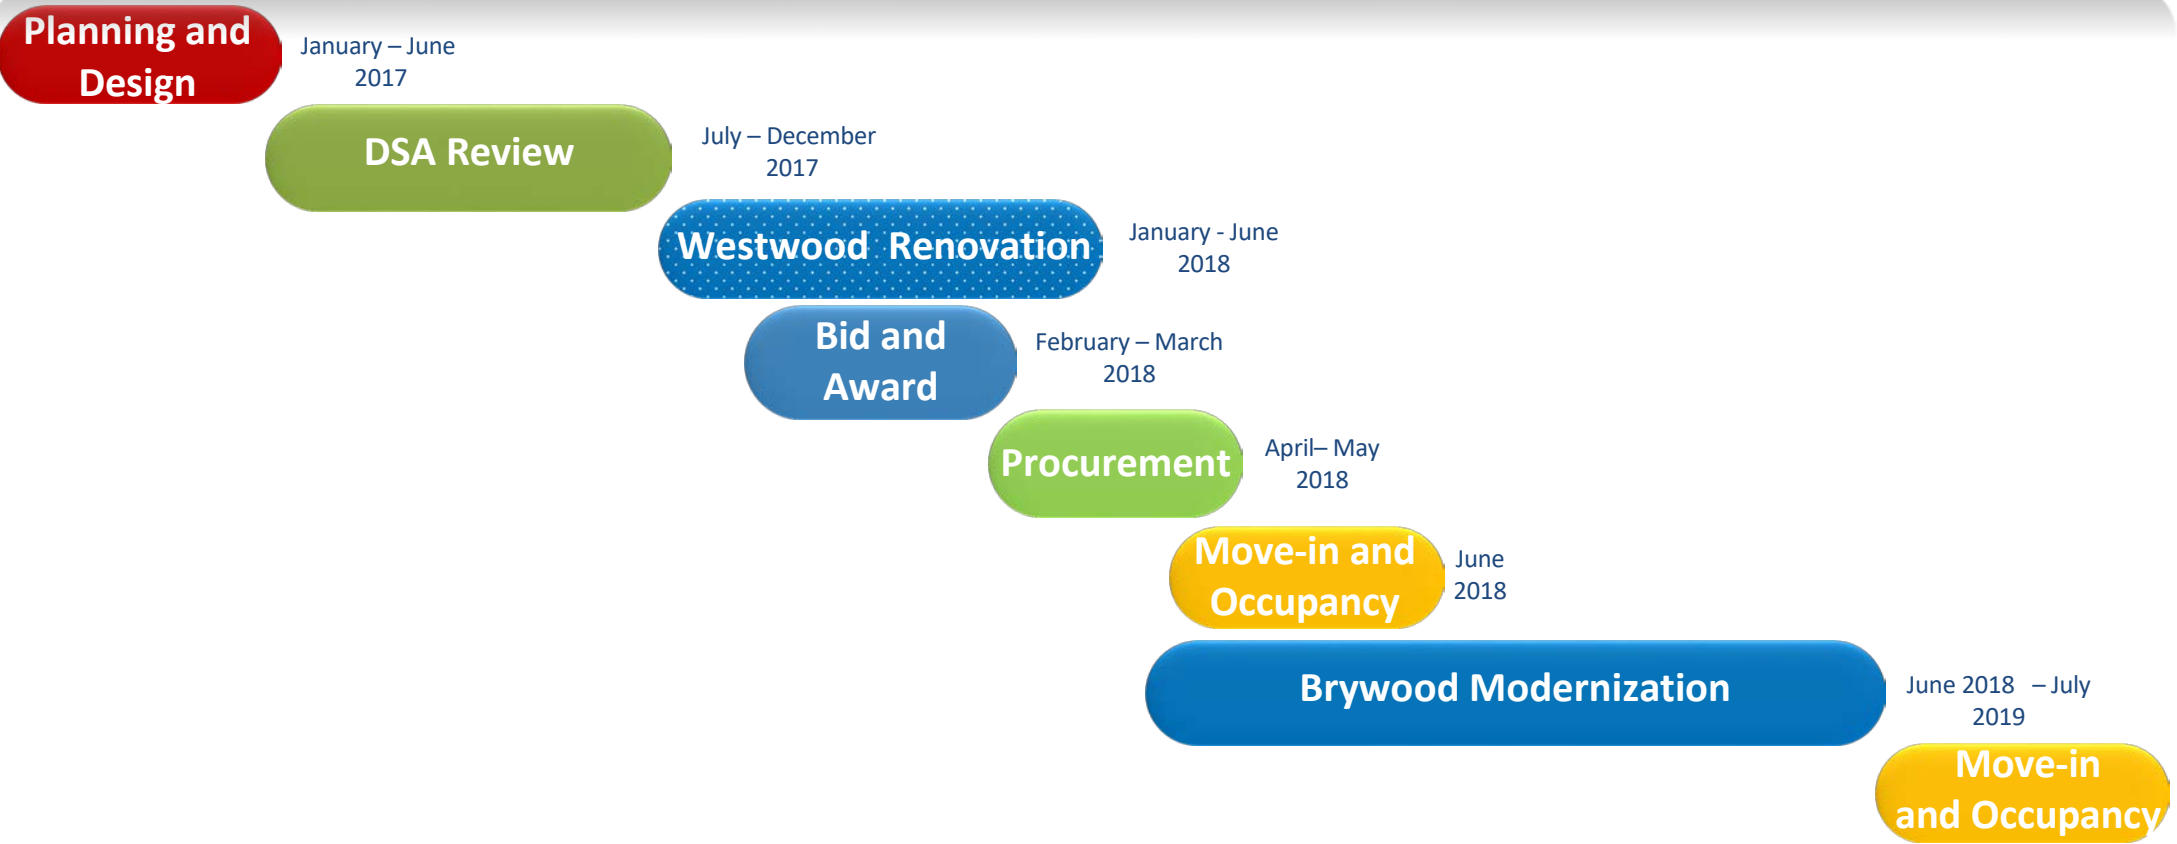 Planning and
Design
January – June
2017
DSA Review
July – December
2017
Westwood Renovation
January - June
2018
Bid and
Award
February – March
2018
Procurement
April– May
2018
Move-in and
Occupancy
June
2018
Brywood Modernization
June 2018 – July
2019
Move-in
and Occupancy